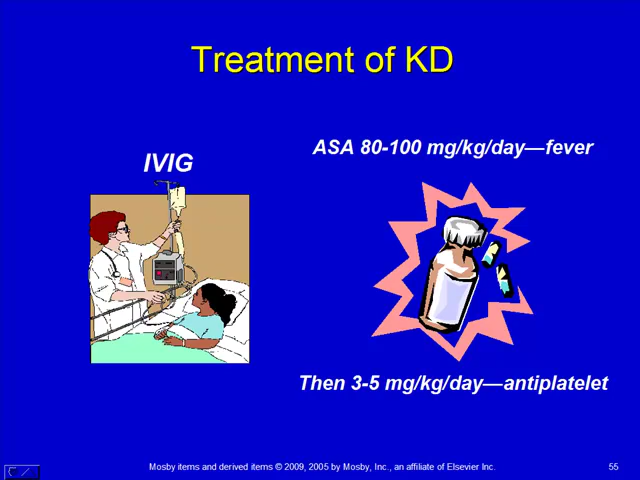 Treatment of KD
IVIG
ASA 80-100 mg/kg/day—fever
Then 3-5 mg/kg/day—antiplatelet
Mosby items and derived items © 2009, 2005 by Mosby, Inc., an affiliate of Elsevier Inc.
55